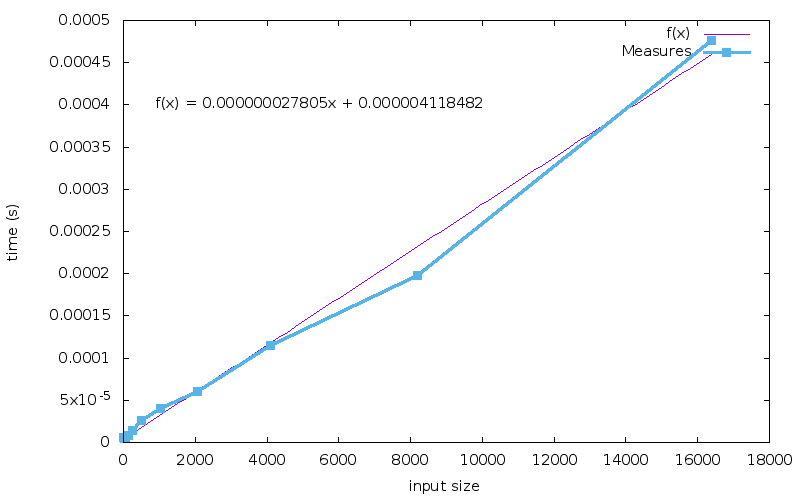 0.0005
f(x)
0.00045
Measures
0.0004
f(x) = 0.000000027805x + 0.000004118482
0.00035
0.0003
0.00025
time (s)
0.0002
0.00015
0.0001
5x10-5
0
0 2000 4000 6000 8000 10000 12000 14000 16000 18000
input size